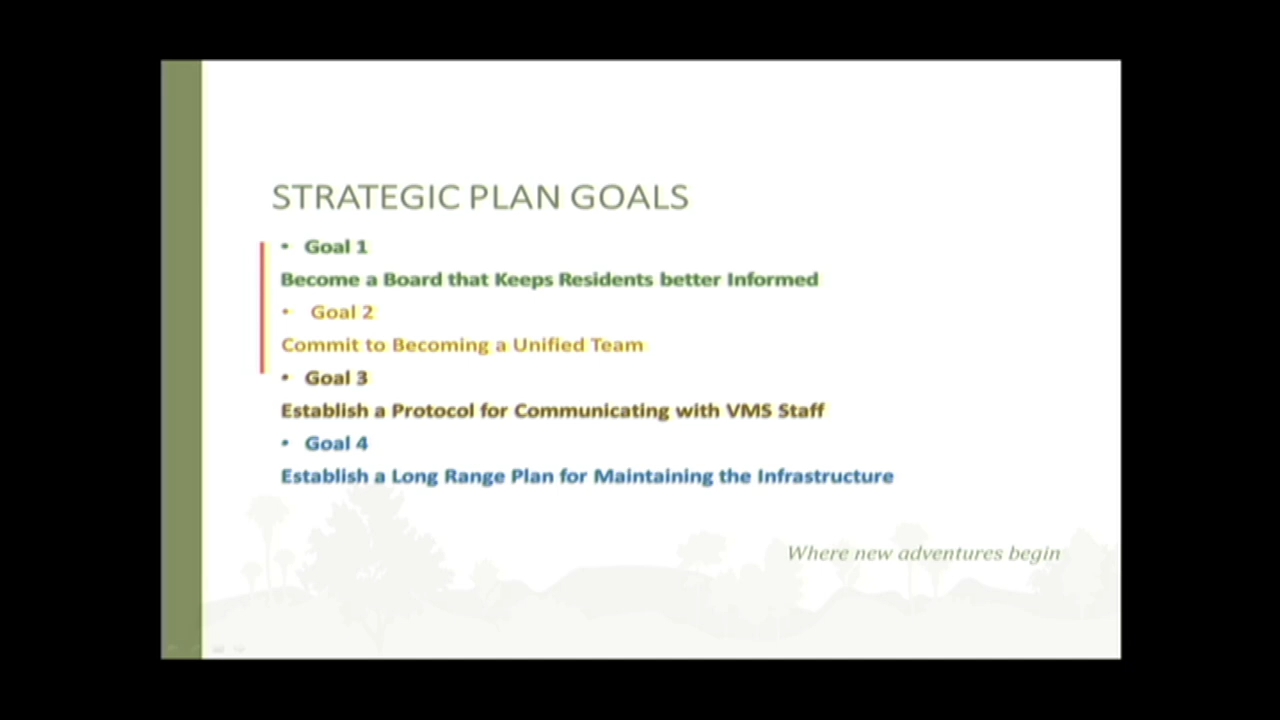 STRATEGIC PLAN GOALS
• Goal 1
Become a Board that Keeps Residents better Informed
• Goal 2
Commit to Becoming a Unified Team
• Goal 3
Establish a Protocol for Communicating with VMS Staff
• Goal 4
Establish a Long Range Plan for Maintaining the Infrastructure
Where new adventures begin